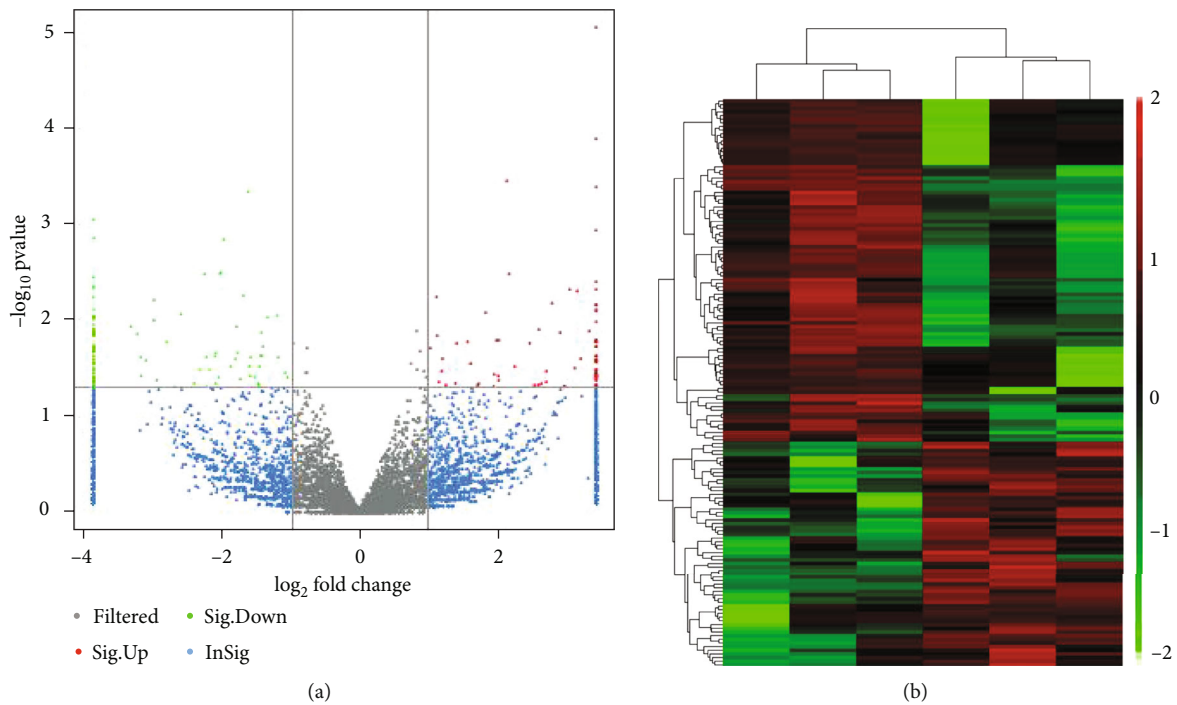 5
4
3
2
1
0
−log₁₀ pvalue
−4
−2
0
2
log₂ fold change
Filtered
Sig.Down
Sig.Up
InSig
(a)
2
1
0
−1
−2
(b)